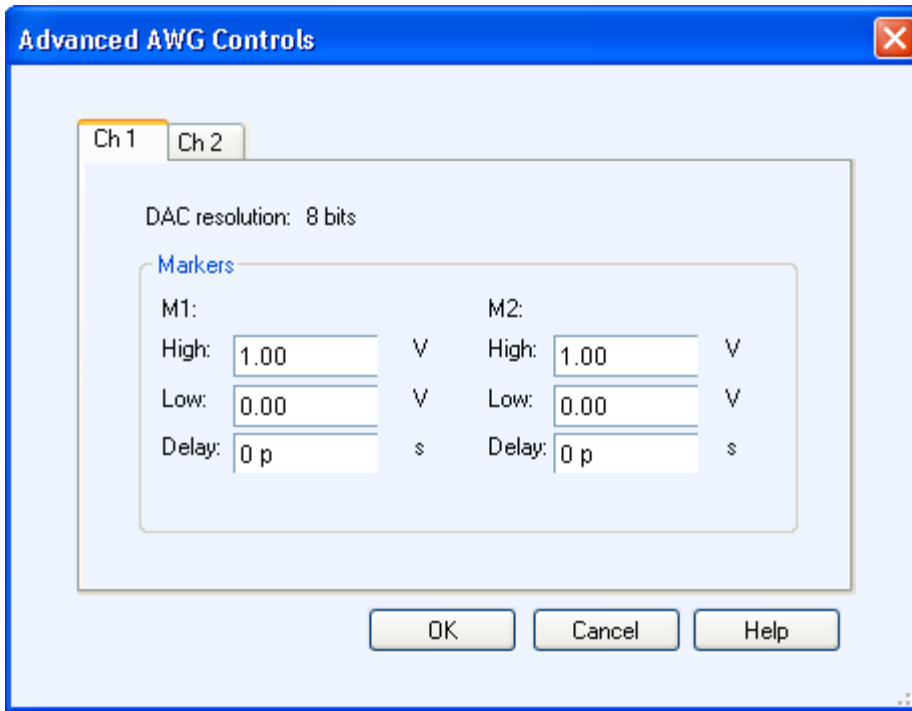 Advanced AWG Controls
Ch 1 Ch 2
DAC resolution: 8 bits
Markers
M1: M2:
High: 1.00 V High: 1.00 V
Low: 0.00 V Low: 0.00 V
Delay: 0 p s Delay: 0 p s
OK Cancel Help